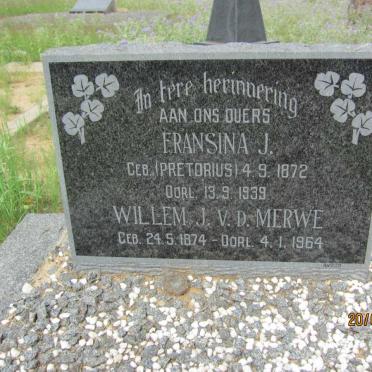 In tere herinnering
AAN ONS OUERS
FRANSINA J.
GEB. (PRETORIUS) 4.9.1872
OORL. 13.9.1939
WILLEM J. V. D. MERWE
GEB. 24.5.1874 - OORL. 4.1.1964
20/